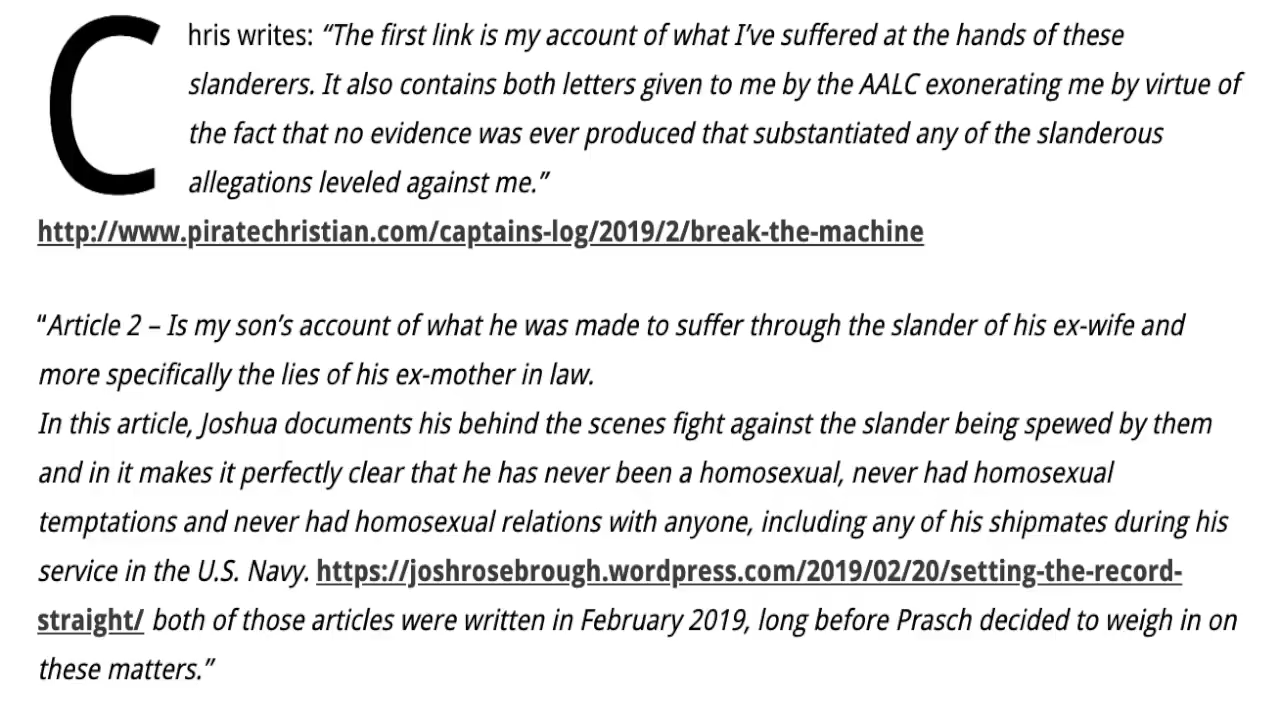 Chris writes: “The first link is my account of what I’ve suffered at the hands of these
slanderers. It also contains both letters given to me by the AALC exonerating me by virtue of
the fact that no evidence was ever produced that substantiated any of the slanderous
allegations leveled against me.”
http://www.piratechristian.com/captains-log/2019/2/break-the-machine
“Article 2 – Is my son’s account of what he was made to suffer through the slander of his ex-wife and
more specifically the lies of his ex-mother in law.
In this article, Joshua documents his behind the scenes fight against the slander being spewed by them
and in it makes it perfectly clear that he has never been a homosexual, never had homosexual
temptations and never had homosexual relations with anyone, including any of his shipmates during his
service in the U.S. Navy. https://joshrosebrough.wordpress.com/2019/02/20/setting-the-record-
straight/ both of those articles were written in February 2019, long before Prasch decided to weigh in on
these matters.”